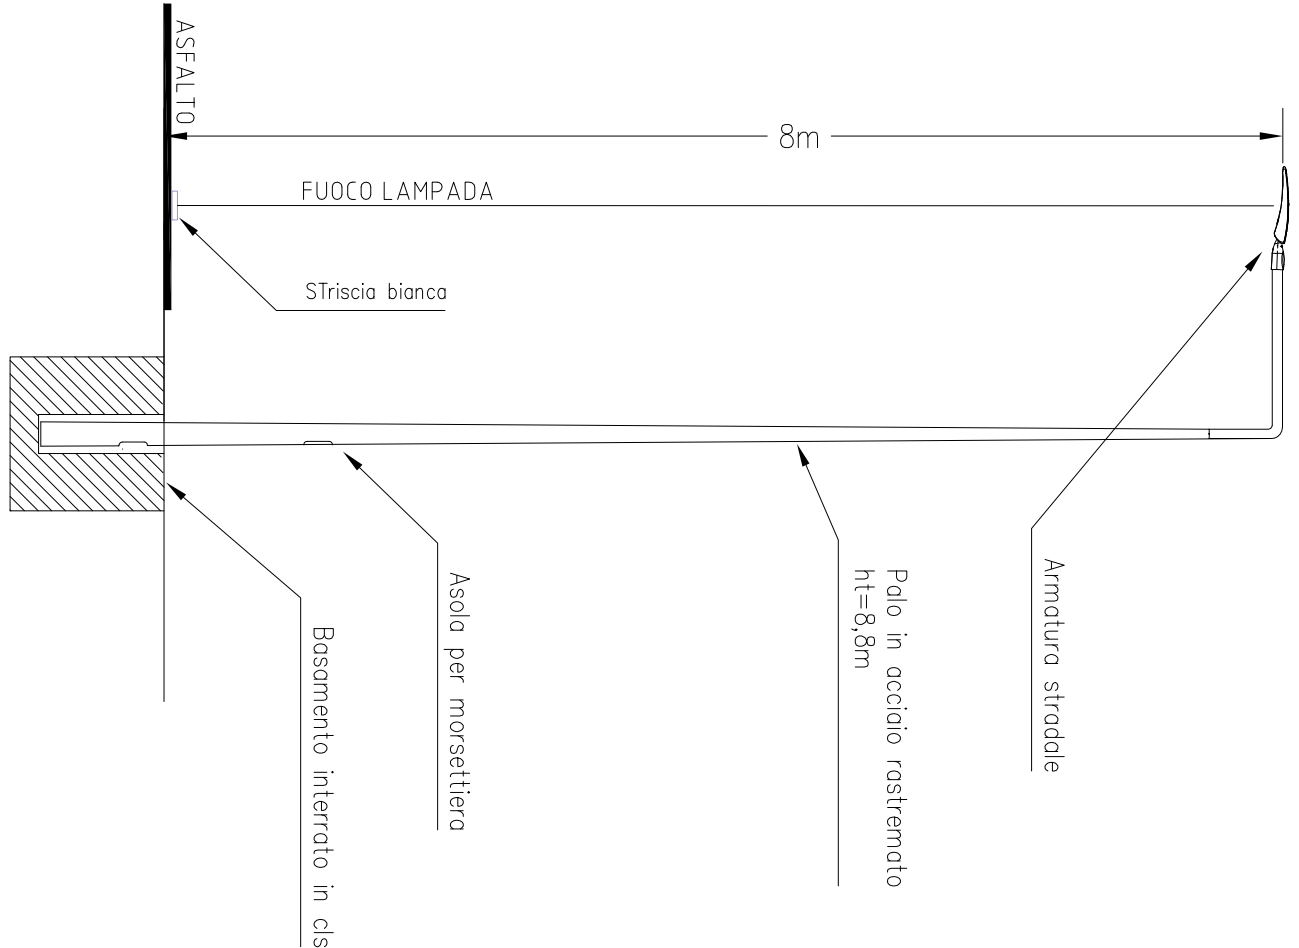 ASFALTO
8m
FUOCO LAMPADA
STriscia bianca
Armatura stradale
Palo in acciaio rastremato
ht=8,8m
Asola per morsettiera
Basamento interrato in cls